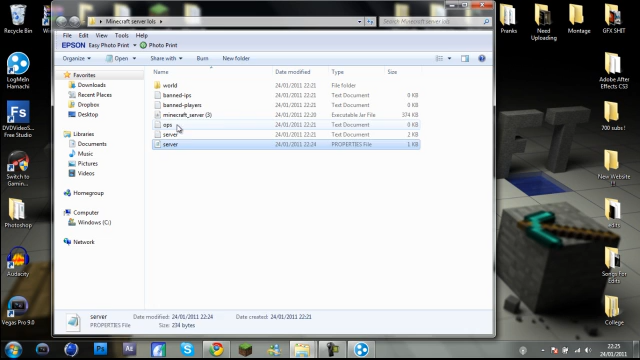 Minecraft server lols
Search Minecraft server lols
File Edit View Tools Help
EPSON Easy Photo Print Photo Print
Organize Open Share with Burn New folder
Name Date modified Type Size
Favorites
Downloads
Recent Places
Dropbox
Desktop
Libraries
Documents
Music
Pictures
Videos
Homegroup
Computer
Windows (C:)
Network
world 24/01/2011 22:21 File folder
banned-ips 24/01/2011 22:21 Text Document 0 KB
banned-players 24/01/2011 22:21 Text Document 0 KB
minecraft_server (3) 24/01/2011 22:20 Executable Jar File 374 KB
ops 24/01/2011 22:21 Text Document 0 KB
server 24/01/2011 22:21 Text Document 2 KB
server 24/01/2011 22:24 PROPERTIES File 1 KB
server Date modified: 24/01/2011 22:24 Date created: 24/01/2011 22:21
PROPERTIES File Size: 234 bytes
Recycle Bin
LogMeIn Hamachi
DVDVideoS... Free Studio
Switch to Gamin...
Photoshop
Audacity
Vegas Pro 9.0
Pranks
Need Uploading
Montage
GFX SHIT
Adobe After Effects CS3
700 subs!
New Website !!!
edits
Songs For Edits
College
Ps
Ae
22:25
24/01/2011